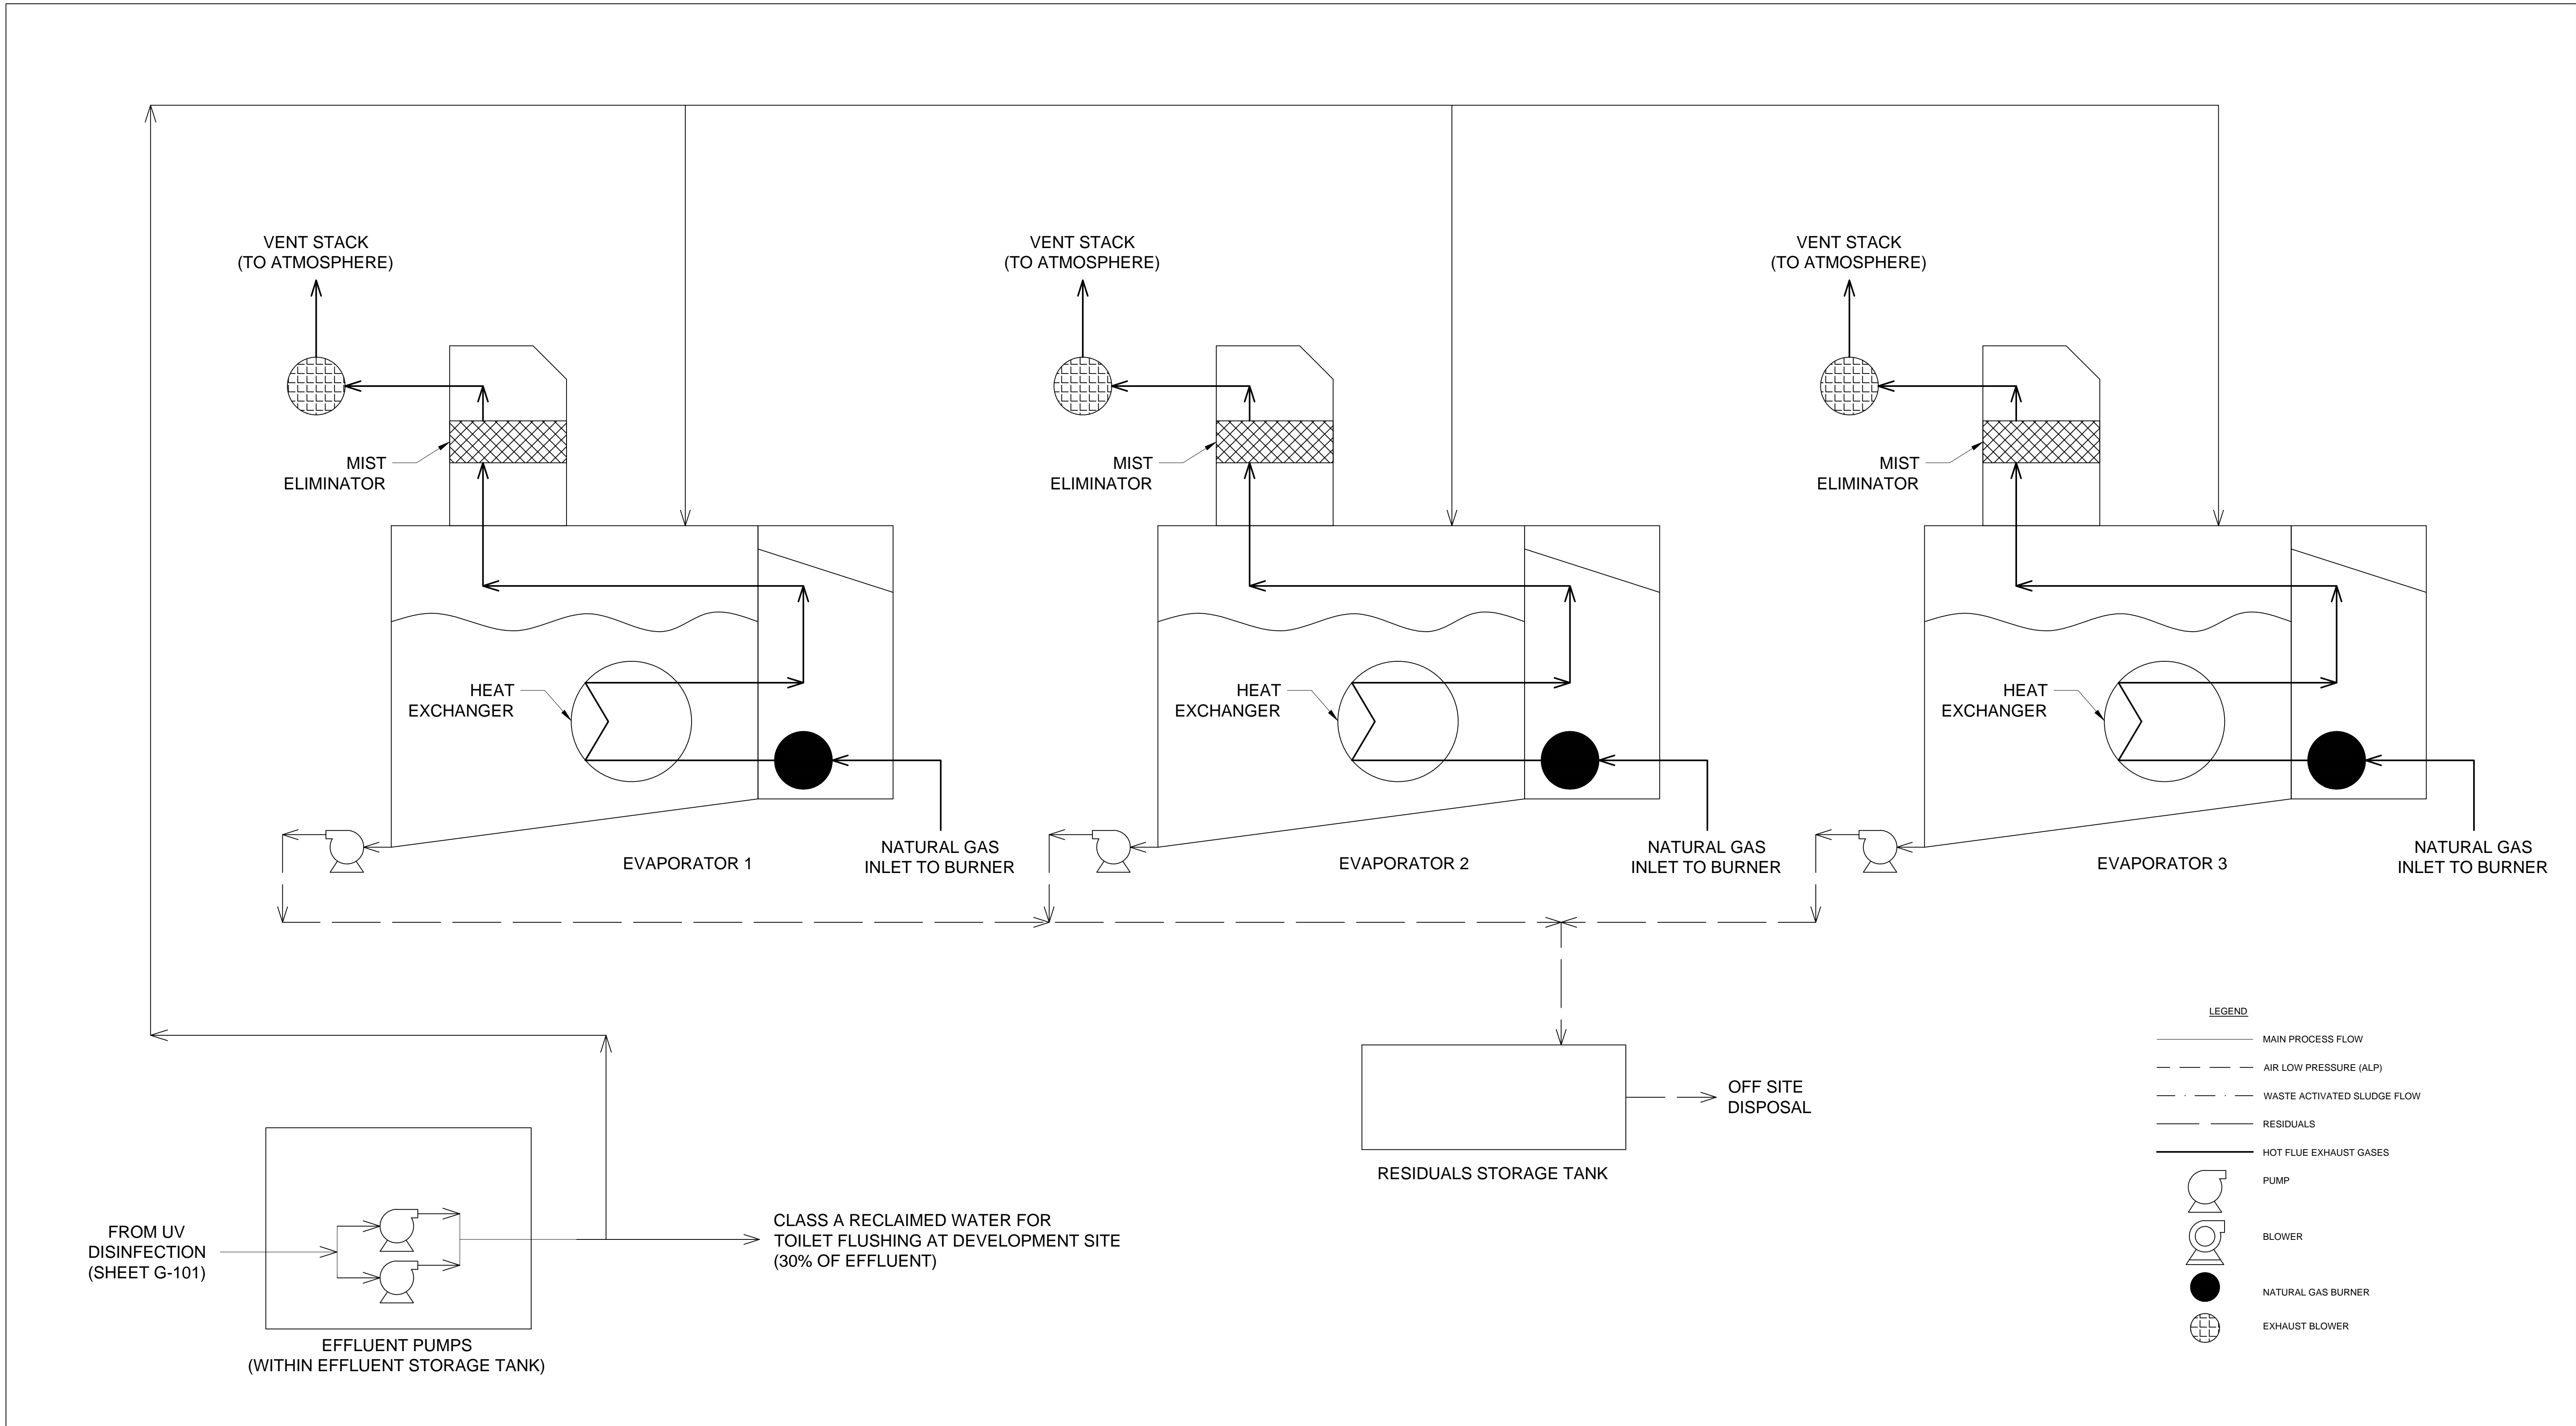 VENT STACK
(TO ATMOSPHERE)
MIST
ELIMINATOR
HEAT
EXCHANGER
EVAPORATOR 1
NATURAL GAS
INLET TO BURNER
VENT STACK
(TO ATMOSPHERE)
MIST
ELIMINATOR
HEAT
EXCHANGER
EVAPORATOR 2
NATURAL GAS
INLET TO BURNER
VENT STACK
(TO ATMOSPHERE)
MIST
ELIMINATOR
HEAT
EXCHANGER
EVAPORATOR 3
NATURAL GAS
INLET TO BURNER
OFF SITE
DISPOSAL
RESIDUALS STORAGE TANK
FROM UV
DISINFECTION
(SHEET G-101)
EFFLUENT PUMPS
(WITHIN EFFLUENT STORAGE TANK)
CLASS A RECLAIMED WATER FOR
TOILET FLUSHING AT DEVELOPMENT SITE
(30% OF EFFLUENT)
LEGEND
MAIN PROCESS FLOW
AIR LOW PRESSURE (ALP)
WASTE ACTIVATED SLUDGE FLOW
RESIDUALS
HOT FLUE EXHAUST GASES
PUMP
BLOWER
NATURAL GAS BURNER
EXHAUST BLOWER